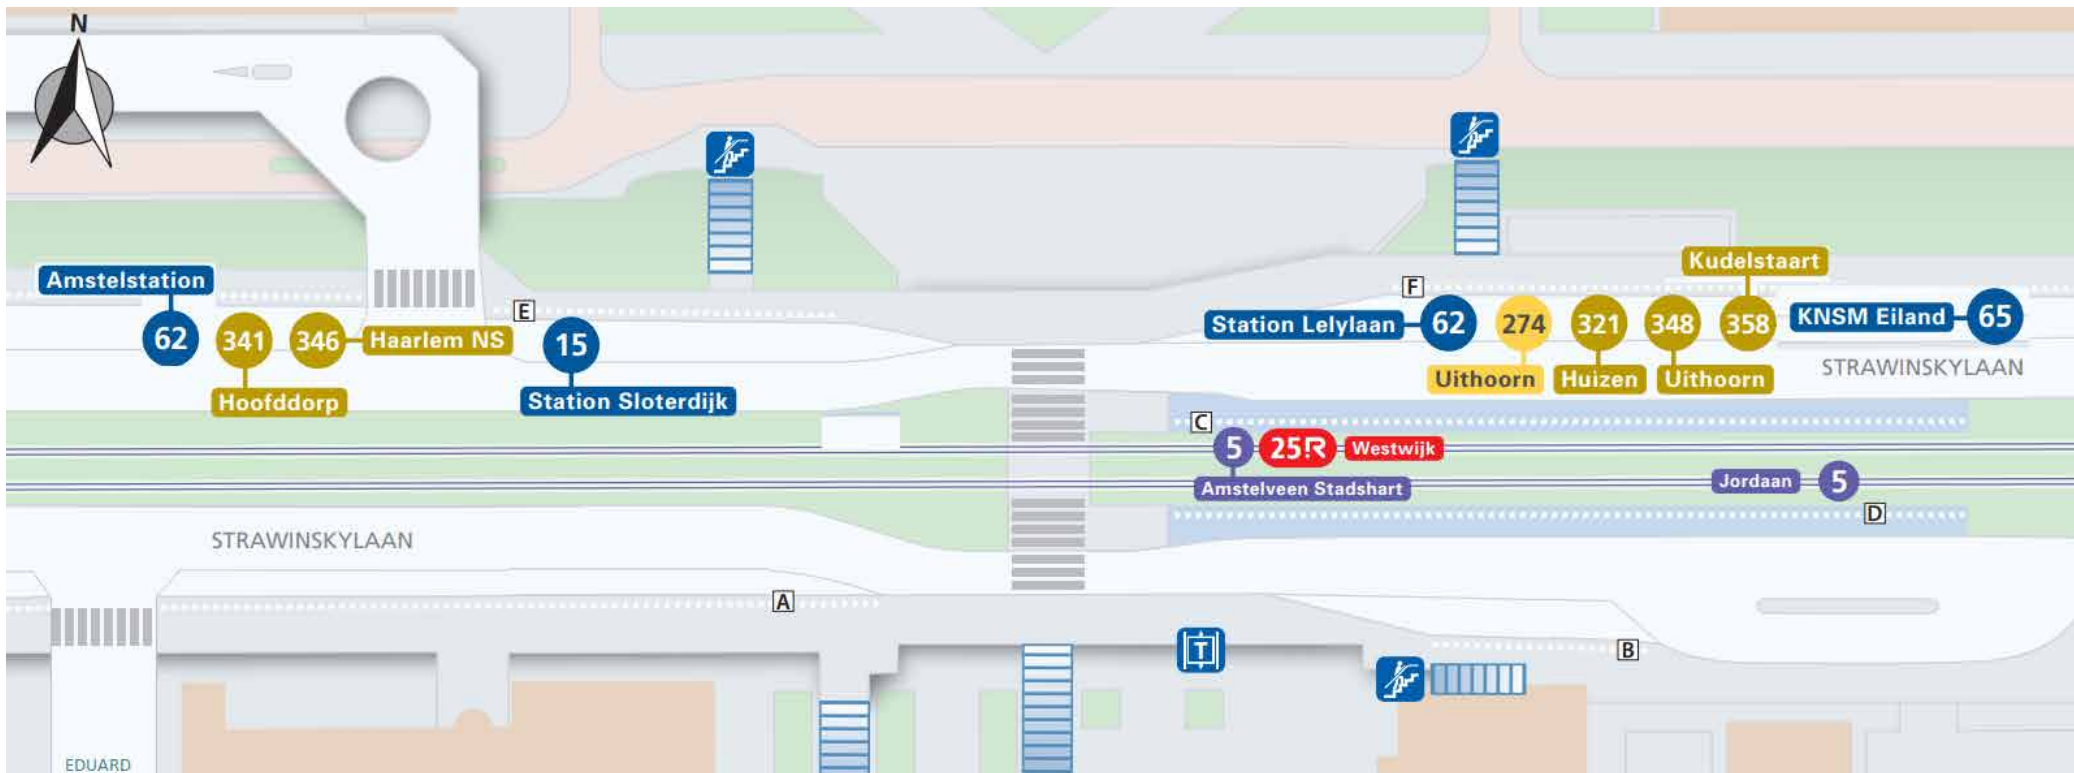 N
Amstelstation
62
341
Hoofddorp
346
Haarlem NS
E
15
Station Sloterdijk
F
Station Lelylaan
62
274
Uithoorn
321
Huizen
348
Uithoorn
Kudelstaart
358
KNSM Eiland
65
STRAWINSKYLAAN
C
5
25R
Westwijk
Amstelveen Stadshart
Jordaan
5
D
STRAWINSKYLAAN
A
T
B
EDUARD